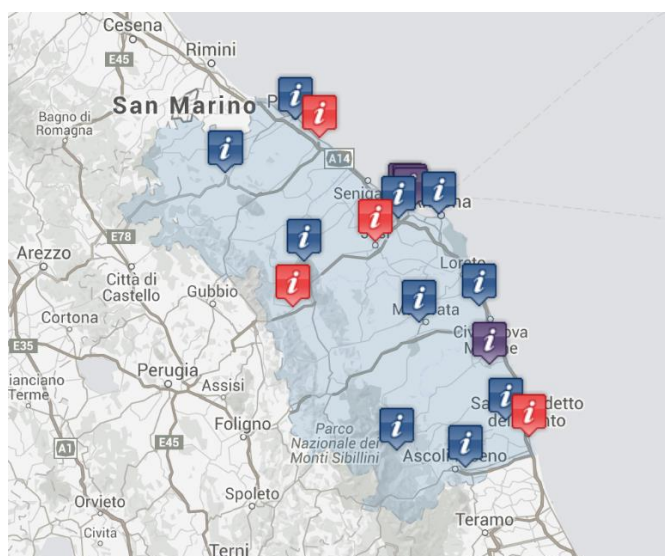 Cesena
Rimini
E45
San Marino
Bagno di
Romagna
A14
E78
Arezzo
Città di
Castello
Gubbio
Loreto
Cortona
E35
Perugia
Assisi
Terme
Foligno
Parco
Nazionale dei
Monti Sibillini
A1
E45
Orvieto
Spoleto
Civita
Terni
Teramo